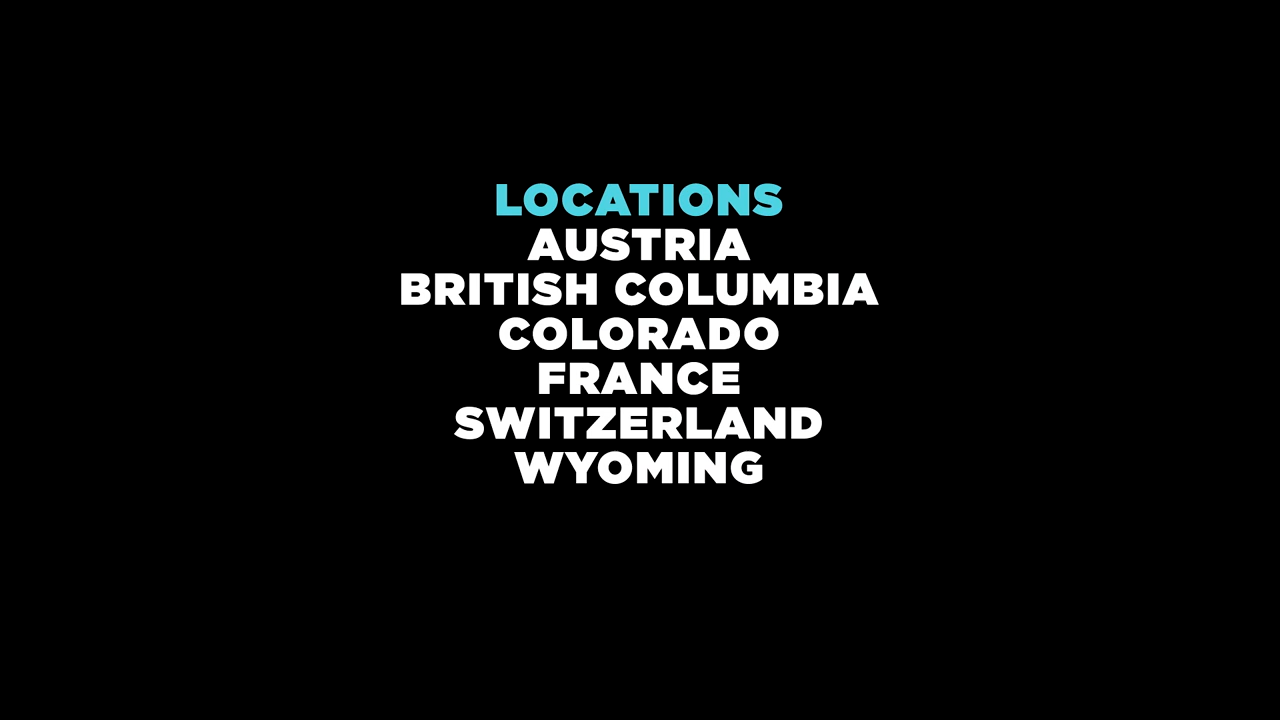 LOCATIONS
AUSTRIA
BRITISH COLUMBIA
COLORADO
FRANCE
SWITZERLAND
WYOMING